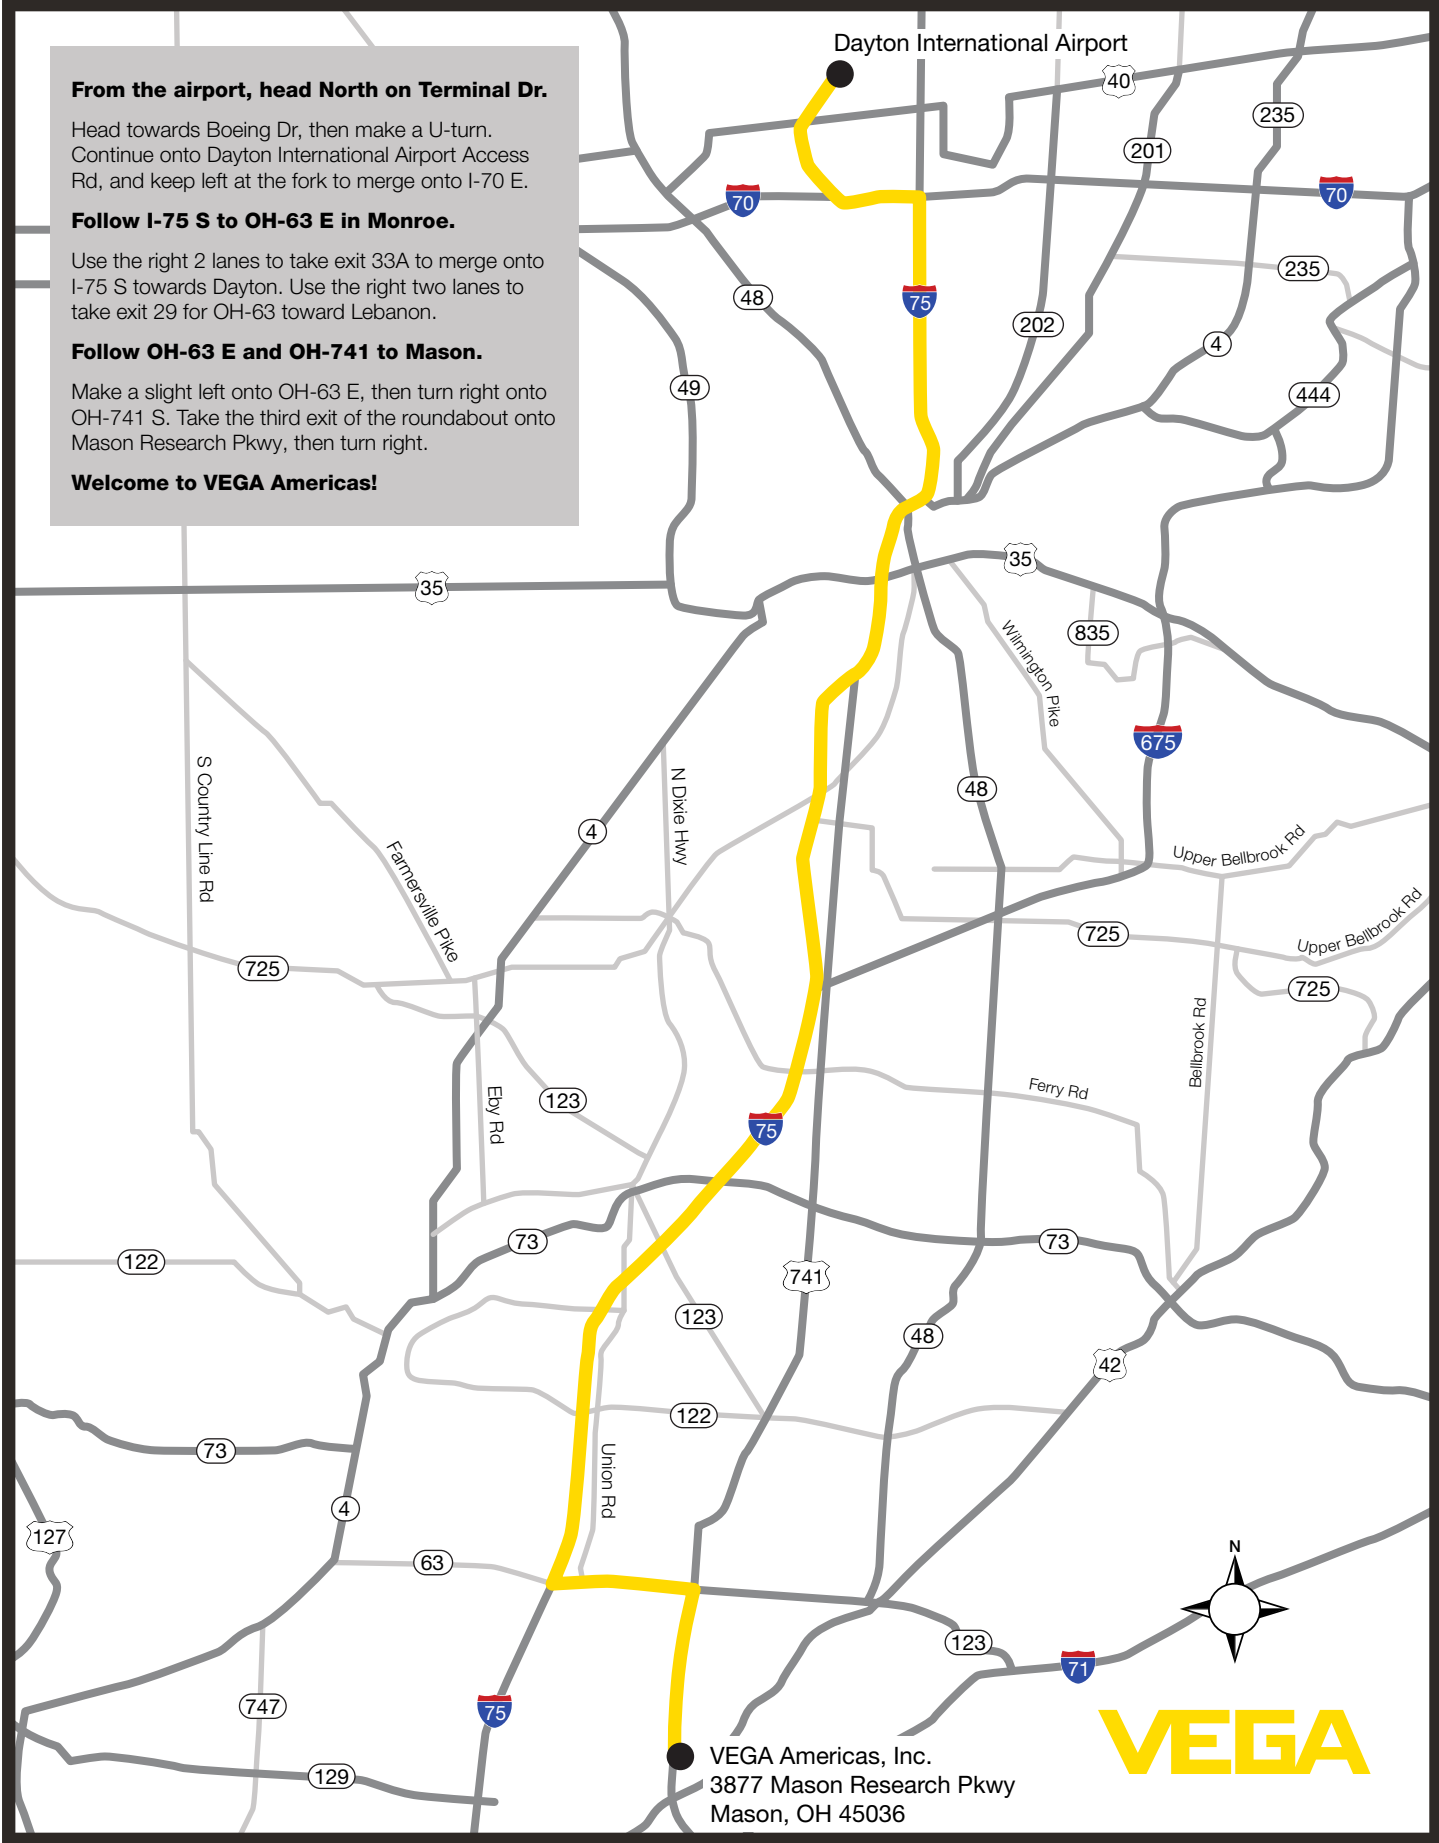 Dayton International Airport
From the airport, head North on Terminal Dr.
Head towards Boeing Dr, then make a U-turn.
Continue onto Dayton International Airport Access
Rd, and keep left at the fork to merge onto I-70 E.
Follow I-75 S to OH-63 E in Monroe.
Use the right 2 lanes to take exit 33A to merge onto
I-75 S towards Dayton. Use the right two lanes to
take exit 29 for OH-63 toward Lebanon.
Follow OH-63 E and OH-741 to Mason.
Make a slight left onto OH-63 E, then turn right onto
OH-741 S. Take the third exit of the roundabout onto
Mason Research Pkwy, then turn right.
Welcome to VEGA Americas!
40
235
201
70
70
235
48
75
202
4
49
444
35
35
835
Wilmington Pike
675
S Country Line Rd
N Dixie Hwy
48
4
Farmersville Pike
Upper Bellbrook Rd
Upper Bellbrook Rd
725
725
725
Bellbrook Rd
Eby Rd
123
Ferry Rd
75
73
73
122
741
123
48
42
122
73
Union Rd
4
127
63
N
123
71
747
75
129
VEGA
VEGA Americas, Inc.
3877 Mason Research Pkwy
Mason, OH 45036